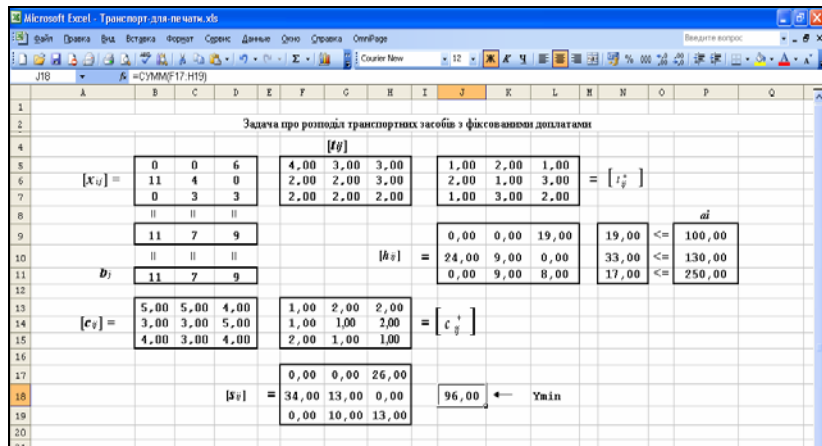 Microsoft Excel - Транспорт-для-печати.xls
Файл Правка Вид Вставка Формат Сервис Данные Окно Справка OmniPage Введите вопрос
Courier New 12 Ж К Ч
J18 fx =СУММ(F17:H19)
A B C D E F G H I J K L M N O P Q
1
2 Задача про розподіл транспортних засобів з фіксованими доплатами
4 [tij]
5 0 0 6 4,00 3,00 3,00 1,00 2,00 1,00
6 [xij] = 11 4 0 2,00 2,00 3,00 2,00 1,00 3,00 = [t+ij]
7 0 3 3 2,00 2,00 2,00 1,00 3,00 2,00
8 = = = ai
9 11 7 9 0,00 0,00 19,00 19,00 <= 100,00
10 = = = [hij] = 24,00 9,00 0,00 33,00 <= 130,00
11 bj 11 7 9 0,00 9,00 8,00 17,00 <= 250,00
12
13 5,00 5,00 4,00 1,00 2,00 2,00
14 [cij] = 3,00 3,00 5,00 1,00 1,00 2,00 = [c+ij]
15 4,00 3,00 4,00 2,00 1,00 1,00
16
17 0,00 0,00 26,00
18 [sij] = 34,00 13,00 0,00 96,00 ← Ymin
19 0,00 10,00 13,00
20